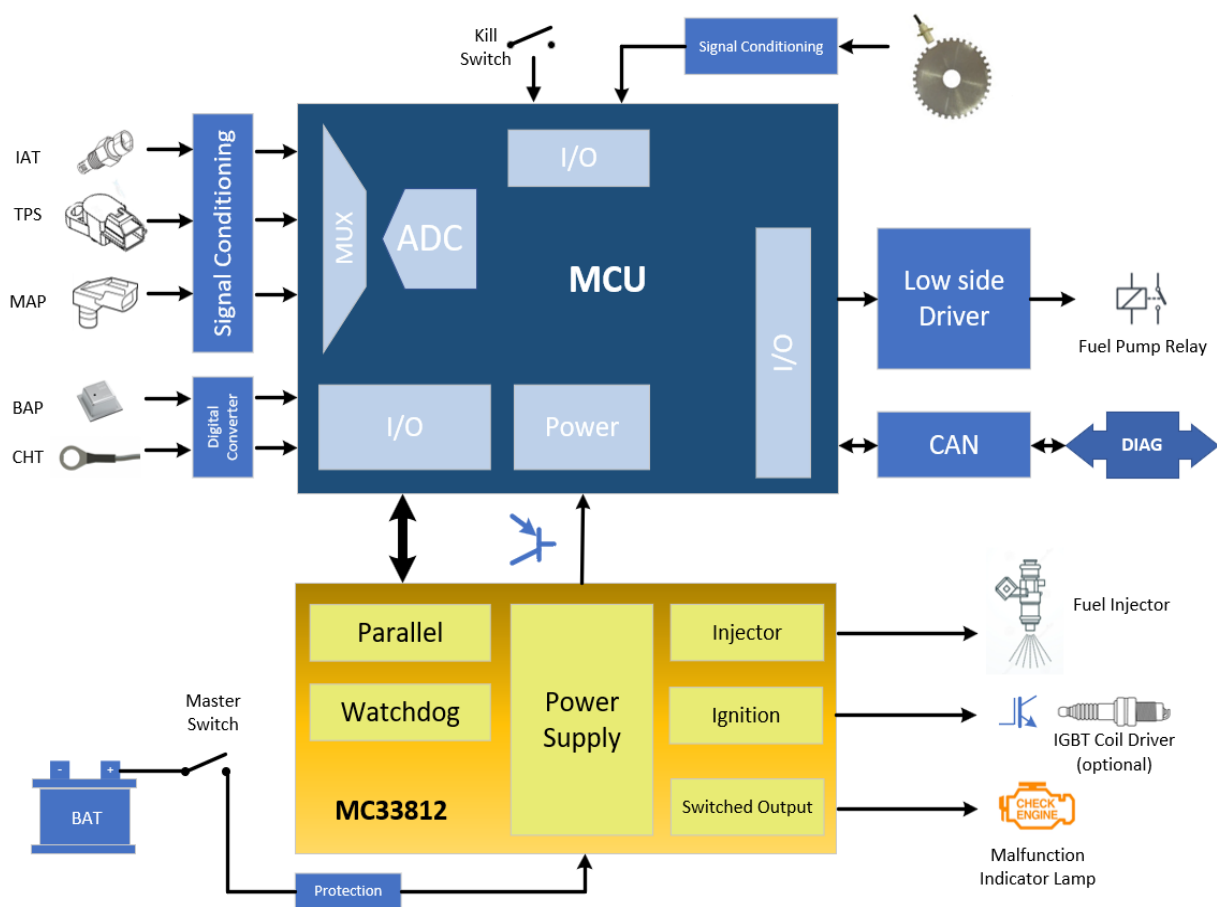 Kill
Switch
Signal Conditioning
IAT
TPS
MAP
Signal Conditioning
MUX
ADC
I/O
MCU
I/O
Low side
Driver
Fuel Pump Relay
BAP
CHT
Digital
Converter
I/O
Power
CAN
DIAG
Parallel
Watchdog
MC33812
Power
Supply
Injector
Ignition
Switched Output
Fuel Injector
IGBT Coil Driver
(optional)
CHECK
ENGINE
Malfunction
Indicator Lamp
Master
Switch
- +
BAT
Protection